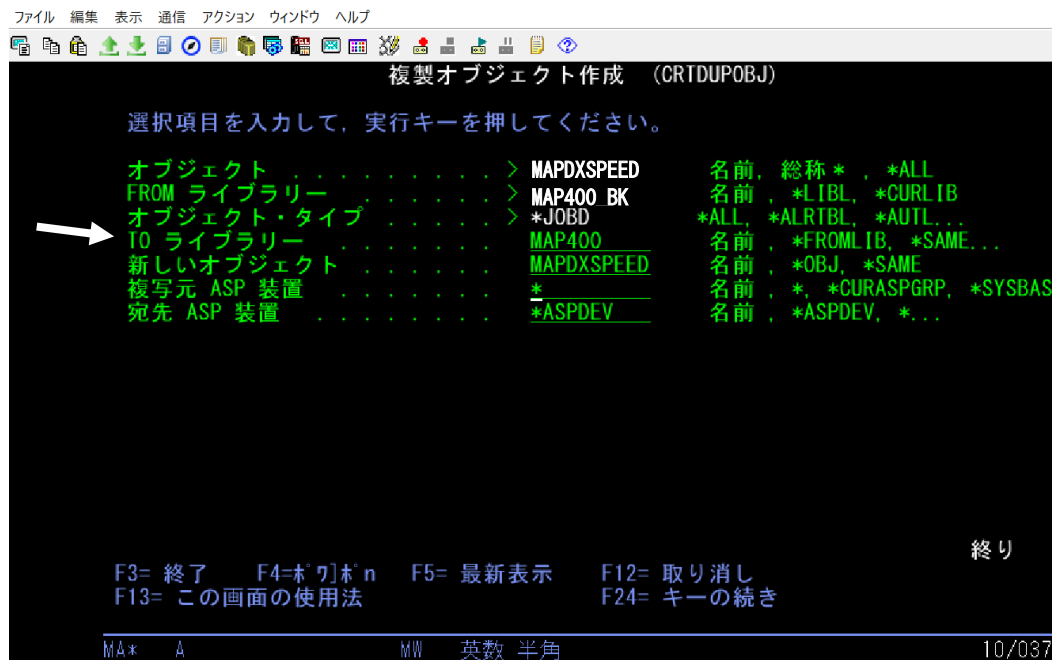 ファイル 編集 表示 通信 アクション ウィンドウ ヘルプ
複製オブジェクト作成 (CRTDUPOBJ)
選択項目を入力して, 実行キーを押してください。
オブジェクト . . . . . . . . . > MAPDXSPEED 名前, 総称* , *ALL
FROM ライブラリー . . . . . . > MAP400_BK 名前 , *LIBL, *CURLIB
オブジェクト・タイプ . . . . . > *JOBD *ALL, *ALRTBL, *AUTL...
TO ライブラリー . . . . . . . MAP400 名前 , *FROMLIB, *SAME...
新しいオブジェクト . . . . . . MAPDXSPEED 名前 , *OBJ, *SAME
複写元 ASP 装置 . . . . . . . * 名前 , *, *CURASPGRP, *SYSBAS
宛先 ASP 装置 . . . . . . . . *ASPDEV 名前 , *ASPDEV, *...
終り
F3= 終了 F4=ホ゜ワ]ホ゜n F5= 最新表示 F12= 取り消し
F13= この画面の使用法 F24= キーの続き
MA* A MW 英数 半角 10/037